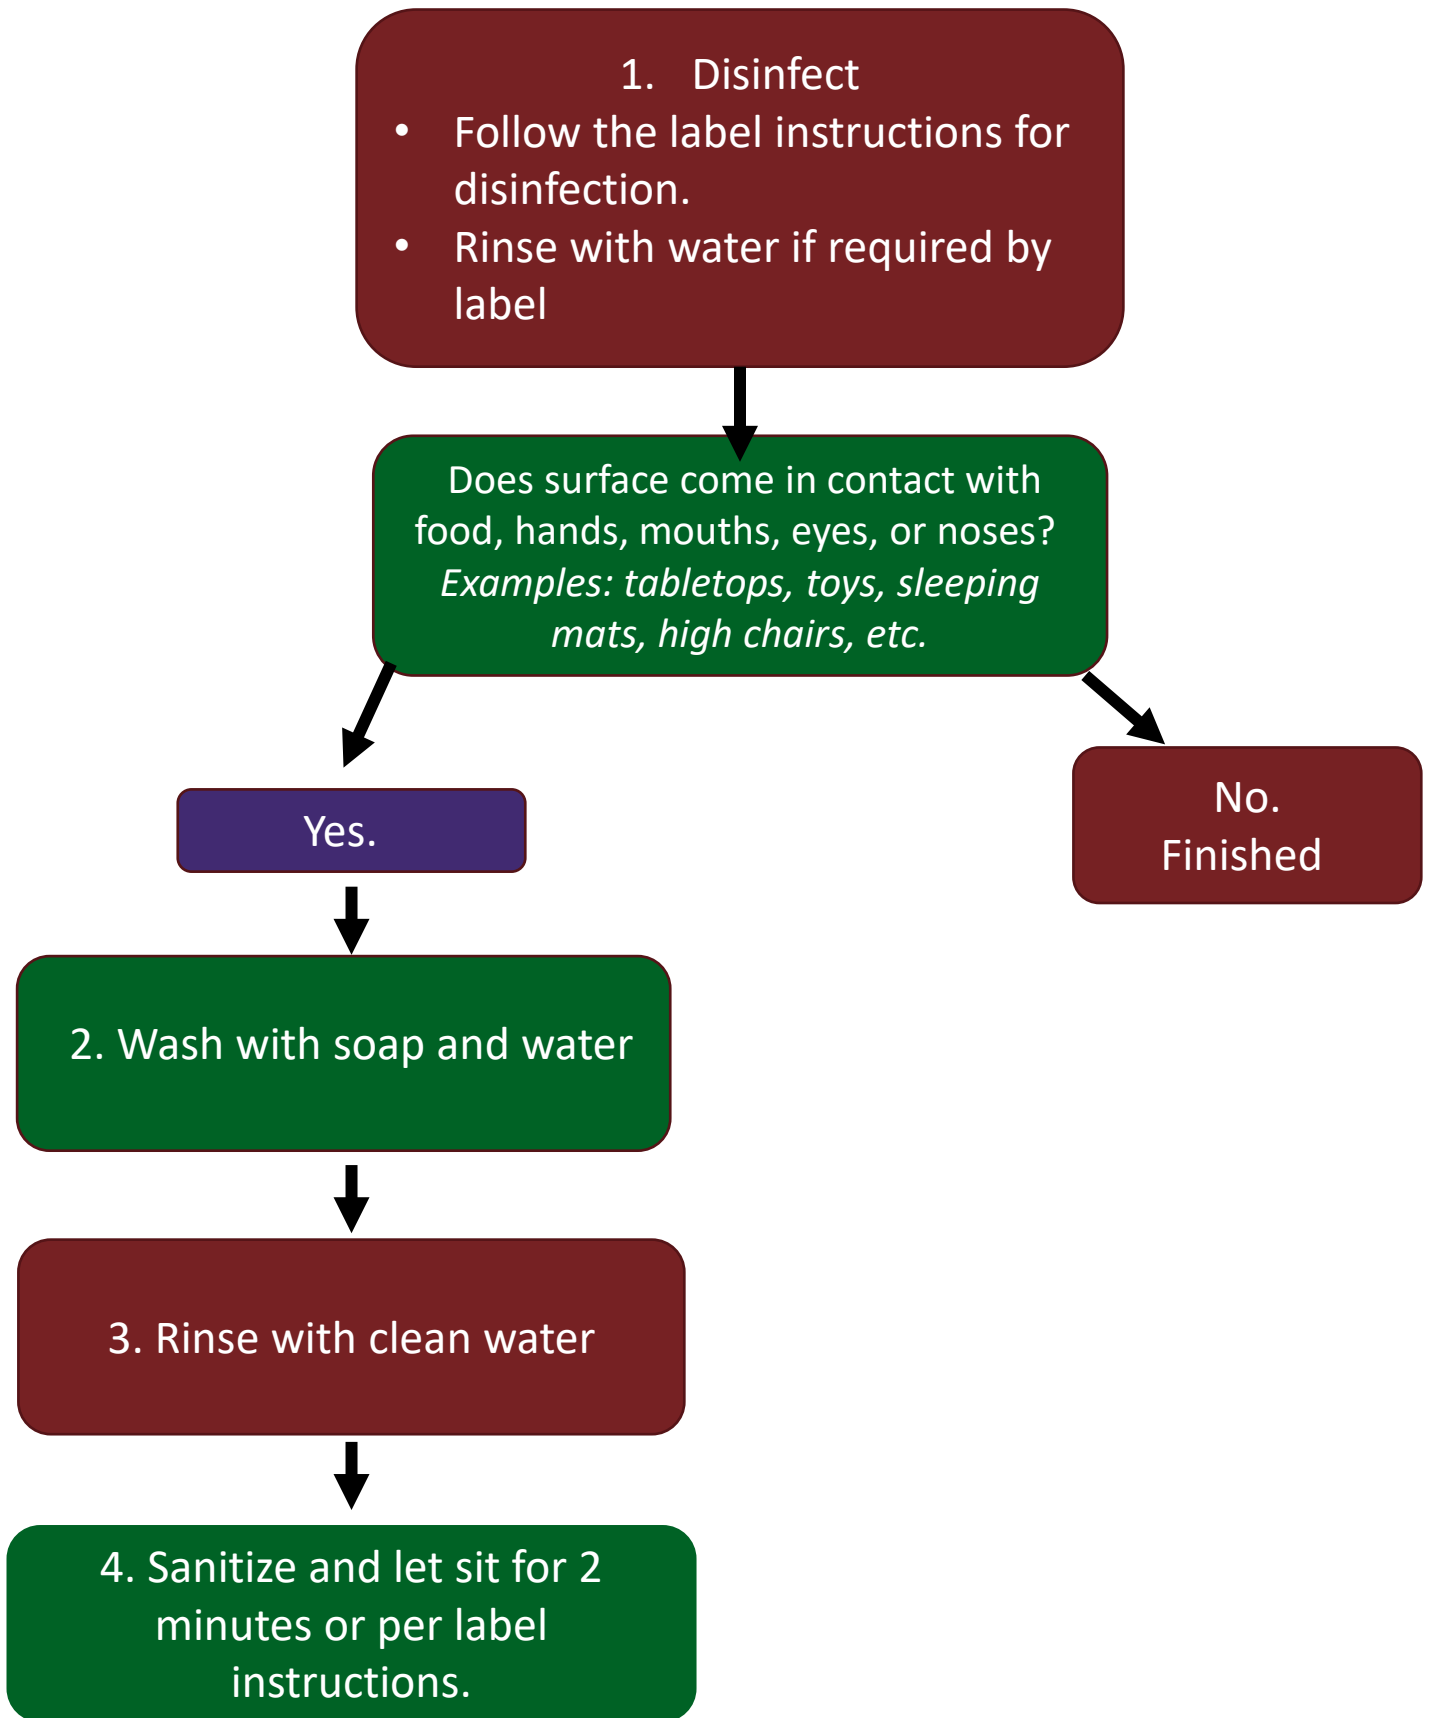 1. Disinfect
• Follow the label instructions for
disinfection.
• Rinse with water if required by
label
Does surface come in contact with
food, hands, mouths, eyes, or noses?
Examples: tabletops, toys, sleeping
mats, high chairs, etc.
Yes.
No.
Finished
2. Wash with soap and water
3. Rinse with clean water
4. Sanitize and let sit for 2
minutes or per label
instructions.